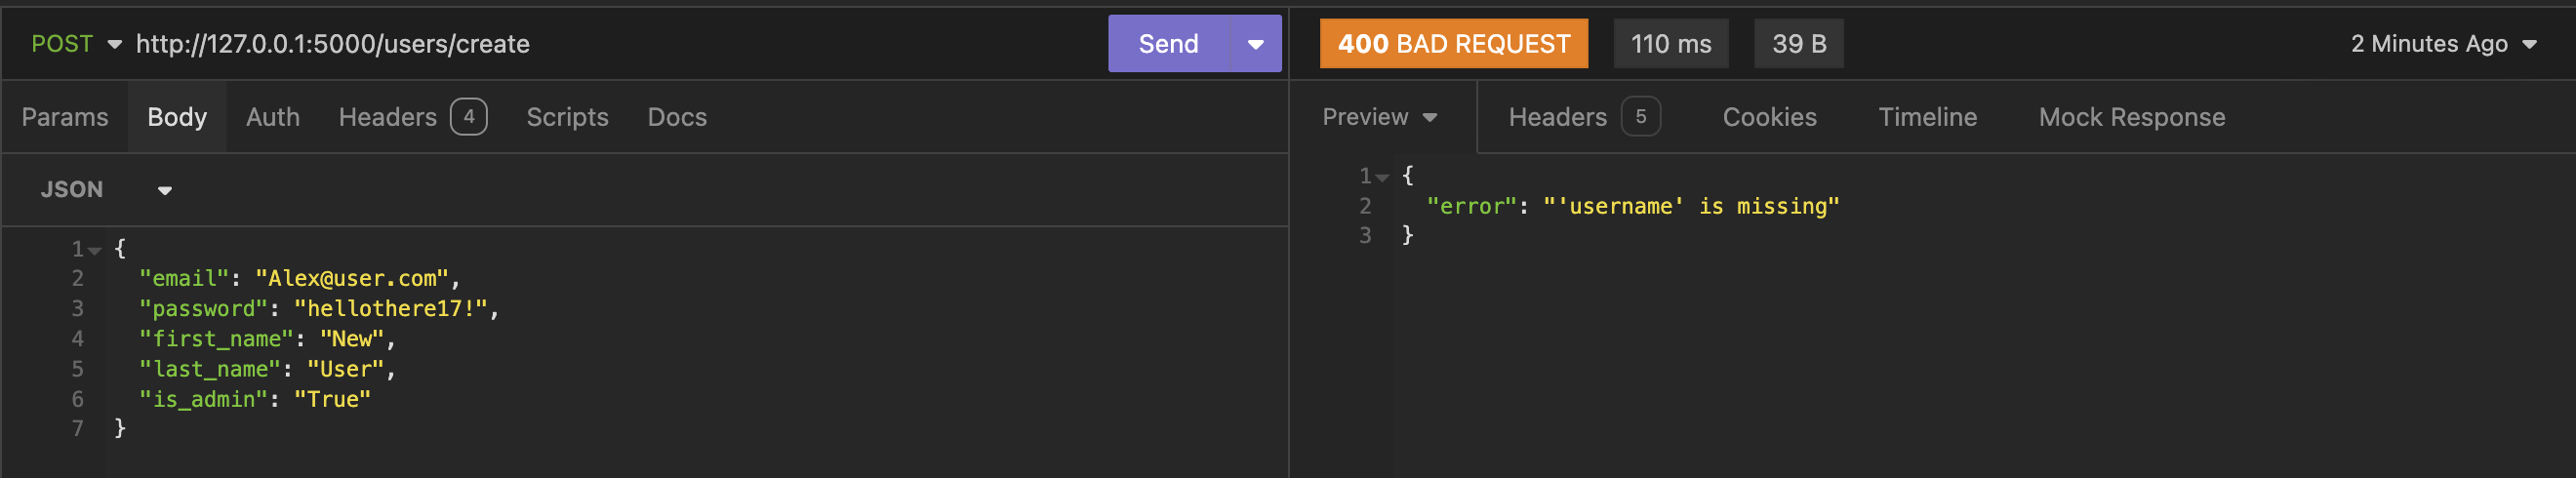 POST http://127.0.0.1:5000/users/create Send 400 BAD REQUEST 110 ms 39 B 2 Minutes Ago
Params Body Auth Headers 4 Scripts Docs Preview Headers 5 Cookies Timeline Mock Response
JSON
1 {
2 "email": "Alex@user.com",
3 "password": "hellothere17!",
4 "first_name": "New",
5 "last_name": "User",
6 "is_admin": "True"
7 }
1 {
2 "error": "'username' is missing"
3 }